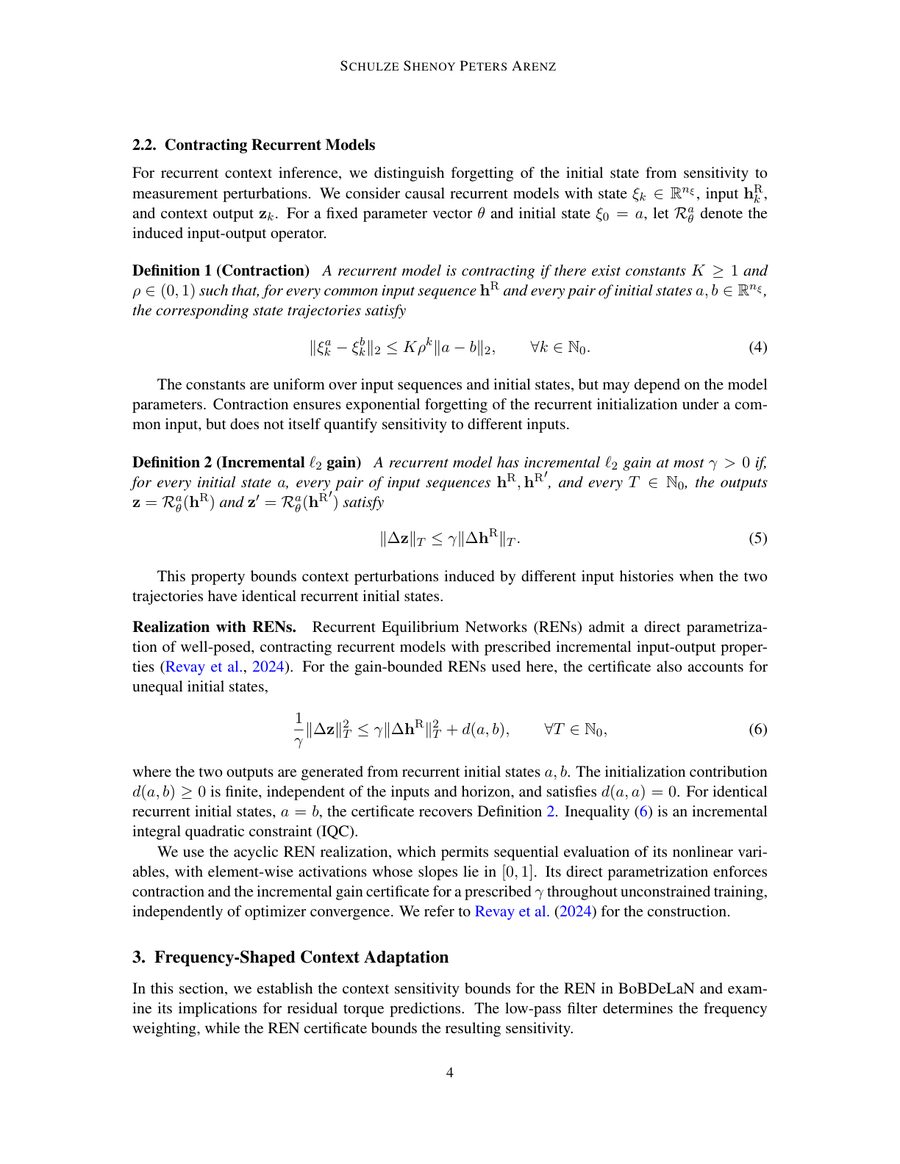 SCHULZE SHENOY PETERS ARENZ
2.2. Contracting Recurrent Models
For recurrent context inference, we distinguish forgetting of the initial state from sensitivity to
measurement perturbations. We consider causal recurrent models with state ξ_k ∈ ℝ^{n_ξ}, input h_k^R,
and context output z_k. For a fixed parameter vector θ and initial state ξ_0 = a, let ℛ_θ^a denote the
induced input-output operator.
Definition 1 (Contraction) A recurrent model is contracting if there exist constants K ≥ 1 and
ρ ∈ (0, 1) such that, for every common input sequence h^R and every pair of initial states a, b ∈ ℝ^{n_ξ},
the corresponding state trajectories satisfy
‖ξ_k^a − ξ_k^b‖_2 ≤ Kρ^k‖a − b‖_2, ∀k ∈ ℕ_0. (4)
The constants are uniform over input sequences and initial states, but may depend on the model
parameters. Contraction ensures exponential forgetting of the recurrent initialization under a com-
mon input, but does not itself quantify sensitivity to different inputs.
Definition 2 (Incremental ℓ_2 gain) A recurrent model has incremental ℓ_2 gain at most γ > 0 if,
for every initial state a, every pair of input sequences h^R, h^{R′}, and every T ∈ ℕ_0, the outputs
z = ℛ_θ^a(h^R) and z′ = ℛ_θ^a(h^{R′}) satisfy
‖Δz‖_T ≤ γ‖Δh^R‖_T. (5)
This property bounds context perturbations induced by different input histories when the two
trajectories have identical recurrent initial states.
Realization with RENs. Recurrent Equilibrium Networks (RENs) admit a direct parametriza-
tion of well-posed, contracting recurrent models with prescribed incremental input-output proper-
ties (Revay et al., 2024). For the gain-bounded RENs used here, the certificate also accounts for
unequal initial states,
1/γ ‖Δz‖_T^2 ≤ γ‖Δh^R‖_T^2 + d(a, b), ∀T ∈ ℕ_0, (6)
where the two outputs are generated from recurrent initial states a, b. The initialization contribution
d(a, b) ≥ 0 is finite, independent of the inputs and horizon, and satisfies d(a, a) = 0. For identical
recurrent initial states, a = b, the certificate recovers Definition 2. Inequality (6) is an incremental
integral quadratic constraint (IQC).
We use the acyclic REN realization, which permits sequential evaluation of its nonlinear vari-
ables, with element-wise activations whose slopes lie in [0, 1]. Its direct parametrization enforces
contraction and the incremental gain certificate for a prescribed γ throughout unconstrained training,
independently of optimizer convergence. We refer to Revay et al. (2024) for the construction.
3. Frequency-Shaped Context Adaptation
In this section, we establish the context sensitivity bounds for the REN in BoBDeLaN and exam-
ine its implications for residual torque predictions. The low-pass filter determines the frequency
weighting, while the REN certificate bounds the resulting sensitivity.
4